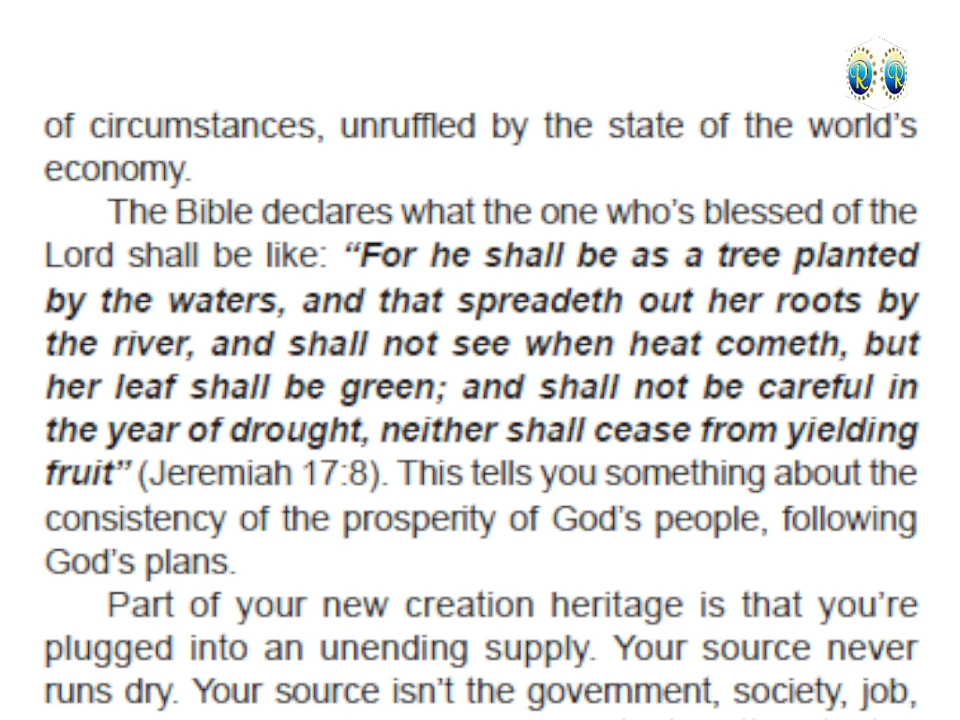 R R
of circumstances, unruffled by the state of the world's
economy.
The Bible declares what the one who's blessed of the
Lord shall be like: “For he shall be as a tree planted
by the waters, and that spreadeth out her roots by
the river, and shall not see when heat cometh, but
her leaf shall be green; and shall not be careful in
the year of drought, neither shall cease from yielding
fruit” (Jeremiah 17:8). This tells you something about the
consistency of the prosperity of God's people, following
God's plans.
Part of your new creation heritage is that you're
plugged into an unending supply. Your source never
runs dry. Your source isn't the government, society, job,